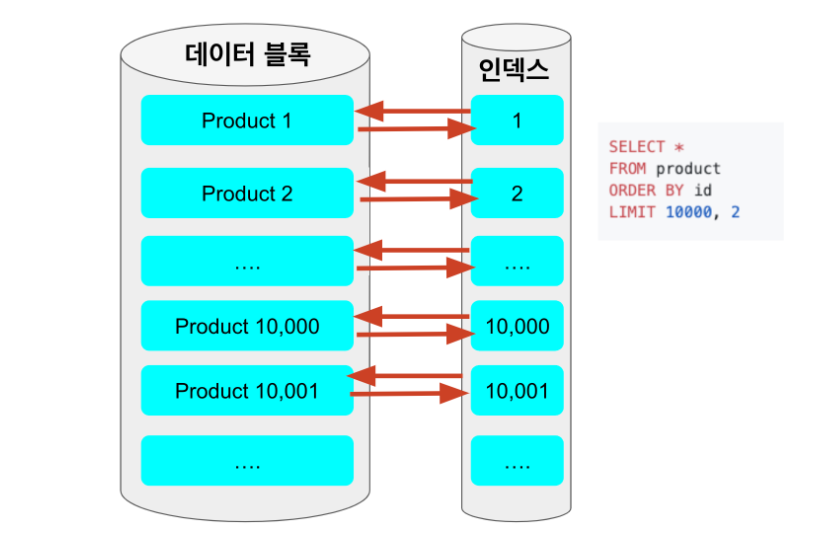 데이터 블록
인덱스
Product 1
1
Product 2
2
....
....
Product 10,000
10,000
Product 10,001
10,001
....
....
SELECT *
FROM product
ORDER BY id
LIMIT 10000, 2